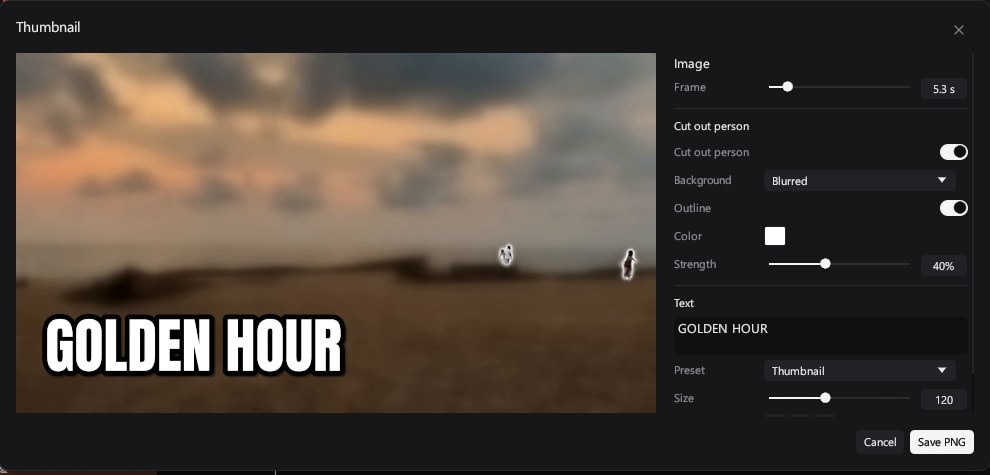 Thumbnail
GOLDEN HOUR
Image
Frame 5.3 s
Cut out person
Cut out person
Background Blurred
Outline
Color
Strength 40%
Text
GOLDEN HOUR
Preset Thumbnail
Size 120
Cancel Save PNG